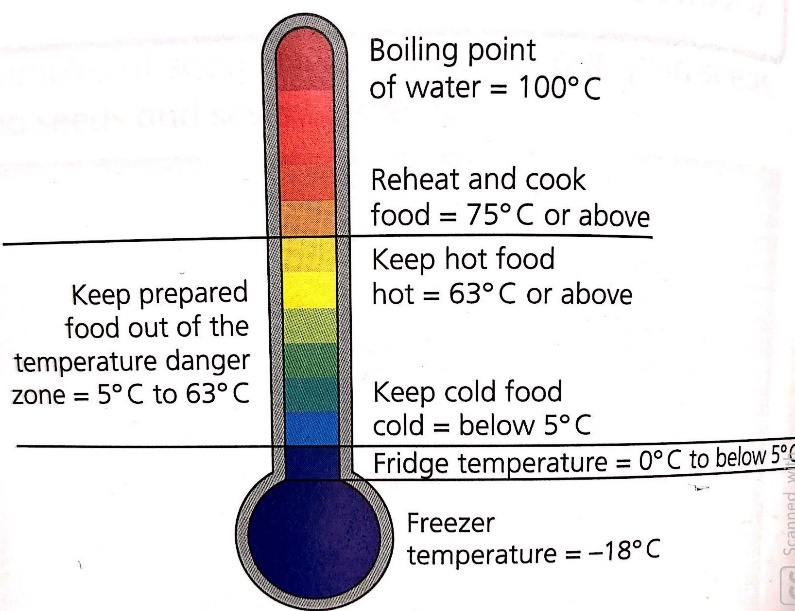 Boiling point
of water = 100°C
Reheat and cook
food = 75°C or above
Keep hot food
hot = 63°C or above
Keep prepared
food out of the
temperature danger
zone = 5°C to 63°C
Keep cold food
cold = below 5°C
Fridge temperature = 0°C to below 5°C
Freezer
temperature = –18°C
Scanned with